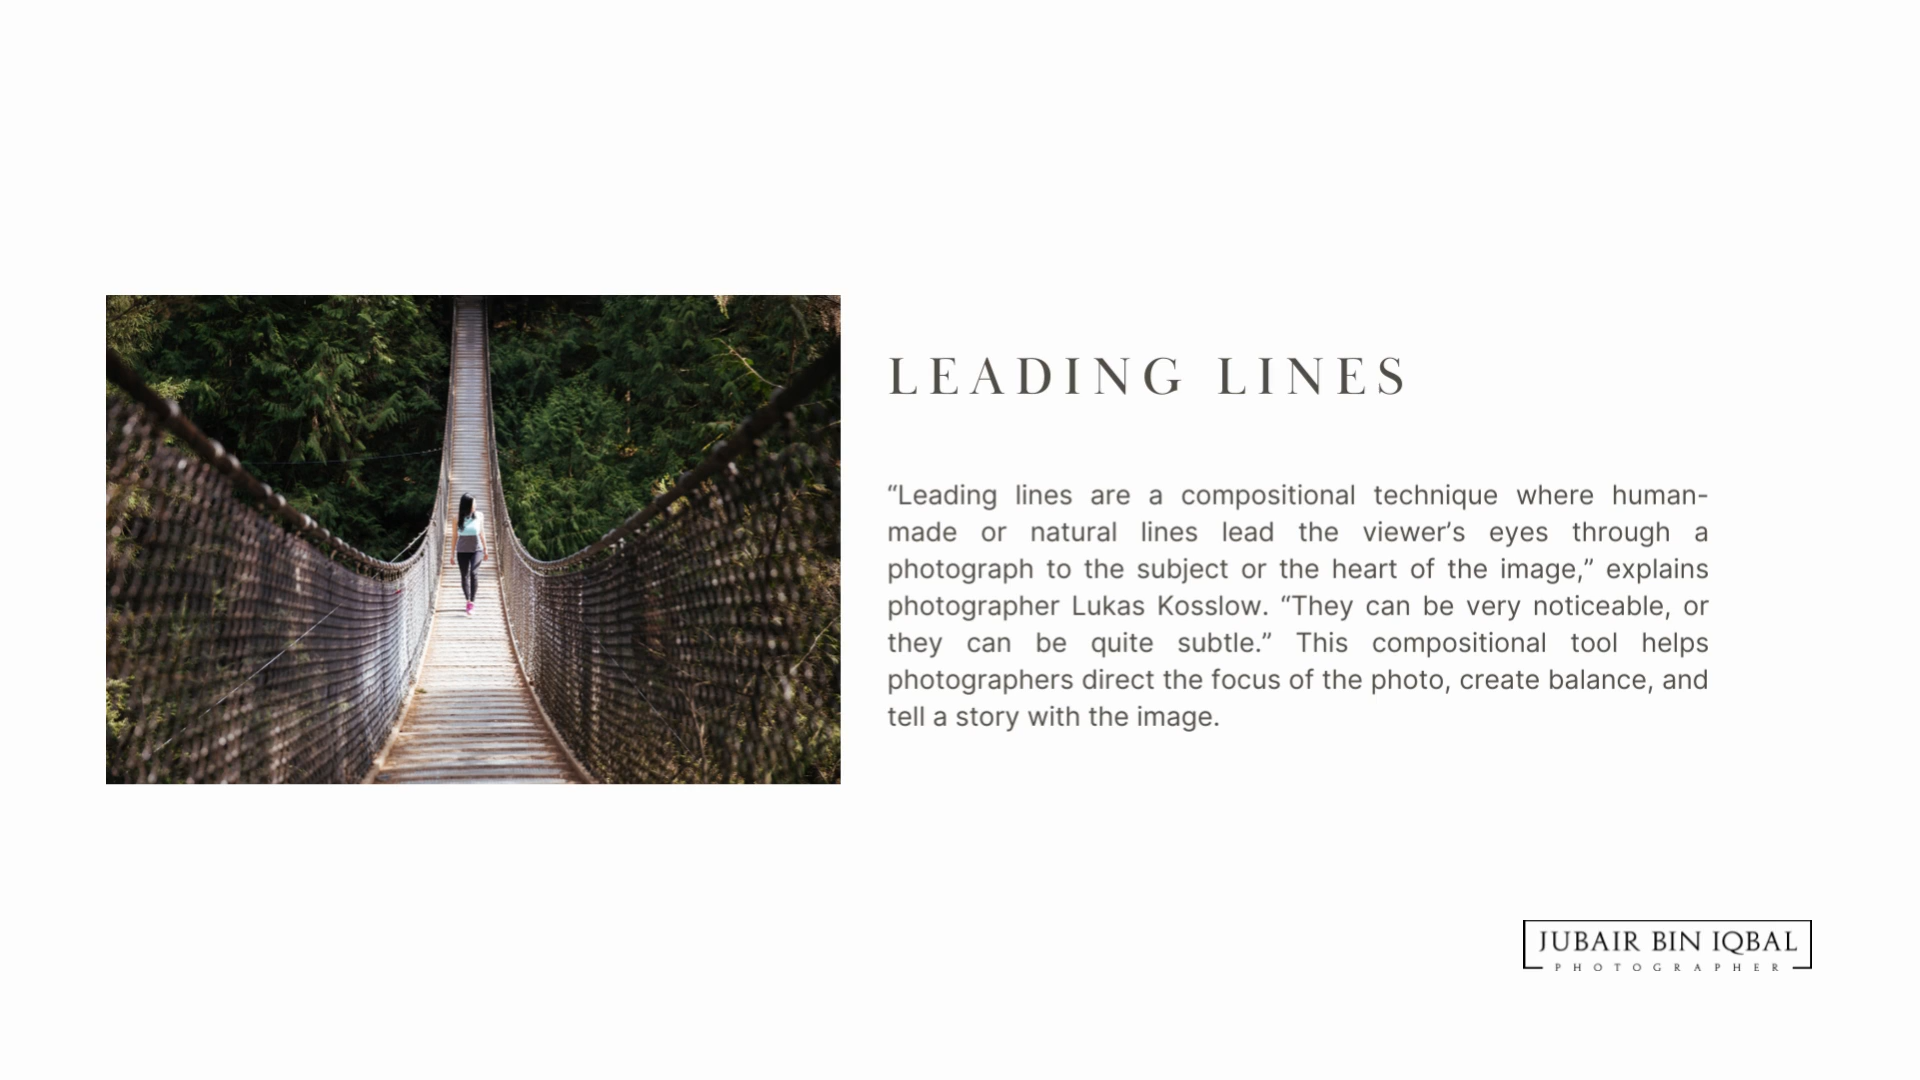 LEADING LINES
“Leading lines are a compositional technique where human-
made or natural lines lead the viewer’s eyes through a
photograph to the subject or the heart of the image,” explains
photographer Lukas Kosslow. “They can be very noticeable, or
they can be quite subtle.” This compositional tool helps
photographers direct the focus of the photo, create balance, and
tell a story with the image.
JUBAIR BIN IQBAL
PHOTOGRAPHER